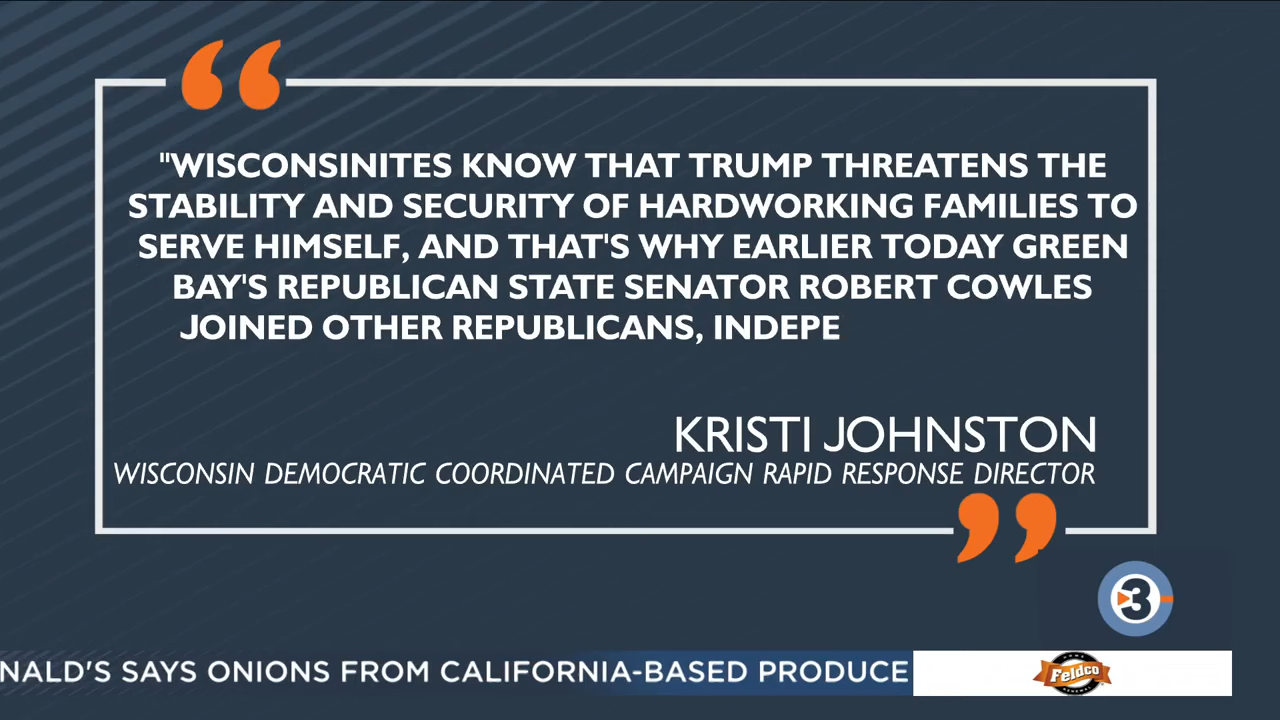 "WISCONSINITES KNOW THAT TRUMP THREATENS THE
STABILITY AND SECURITY OF HARDWORKING FAMILIES TO
SERVE HIMSELF, AND THAT'S WHY EARLIER TODAY GREEN
BAY'S REPUBLICAN STATE SENATOR ROBERT COWLES
JOINED OTHER REPUBLICANS, INDEPE
KRISTI JOHNSTON
WISCONSIN DEMOCRATIC COORDINATED CAMPAIGN RAPID RESPONSE DIRECTOR
3
NALD'S SAYS ONIONS FROM CALIFORNIA-BASED PRODUCE
Feldco